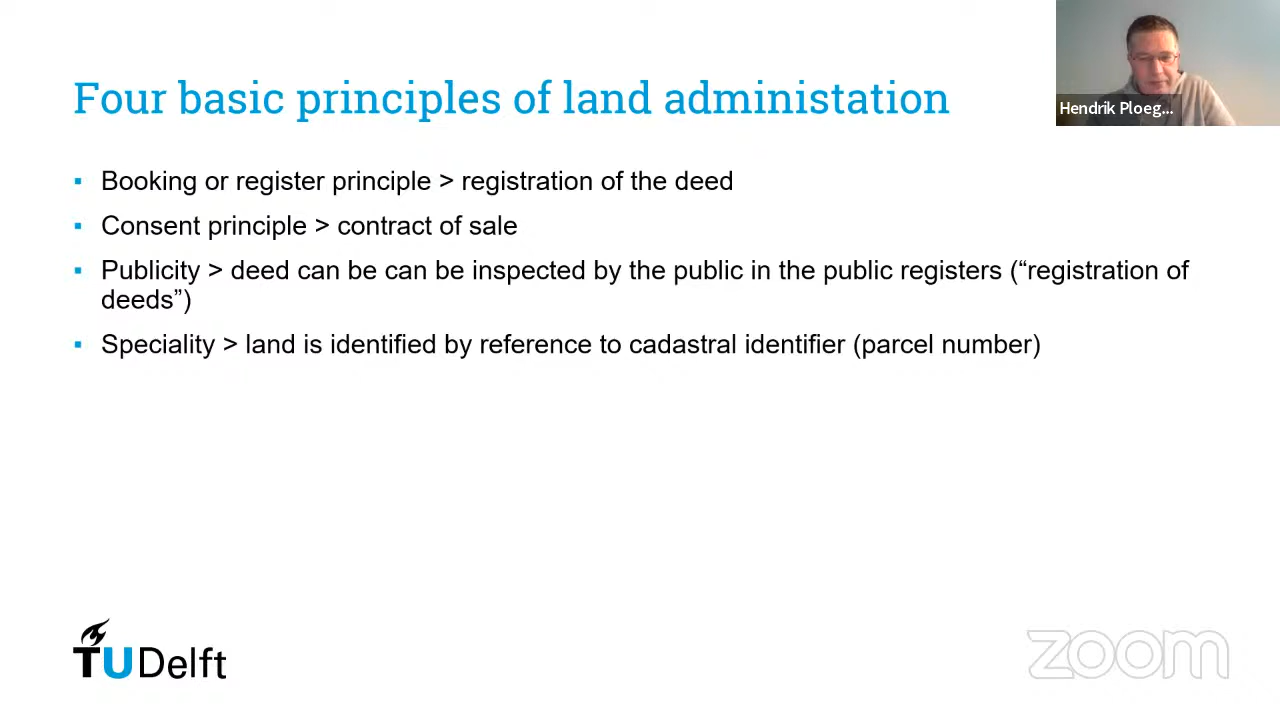 Four basic principles of land administation
Hendrik Ploeg...
▪ Booking or register principle > registration of the deed
▪ Consent principle > contract of sale
▪ Publicity > deed can be can be inspected by the public in the public registers (“registration of
deeds”)
▪ Speciality > land is identified by reference to cadastral identifier (parcel number)
TU Delft
zoom